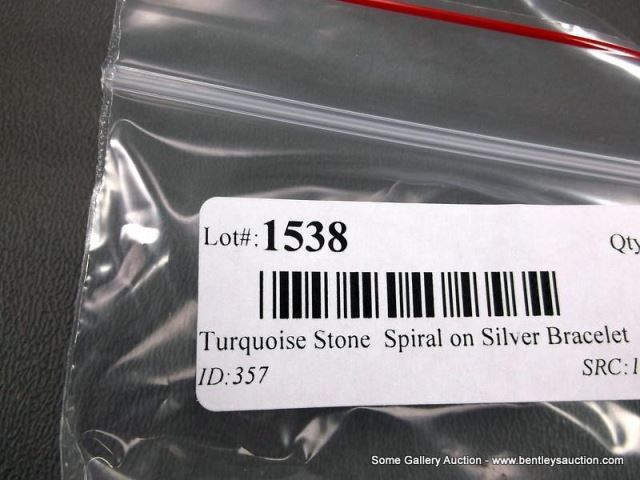 Lot#: 1538
Qty
Turquoise Stone Spiral on Silver Bracelet
ID:357
SRC:1
Some Gallery Auction - www.bentleysauction.com